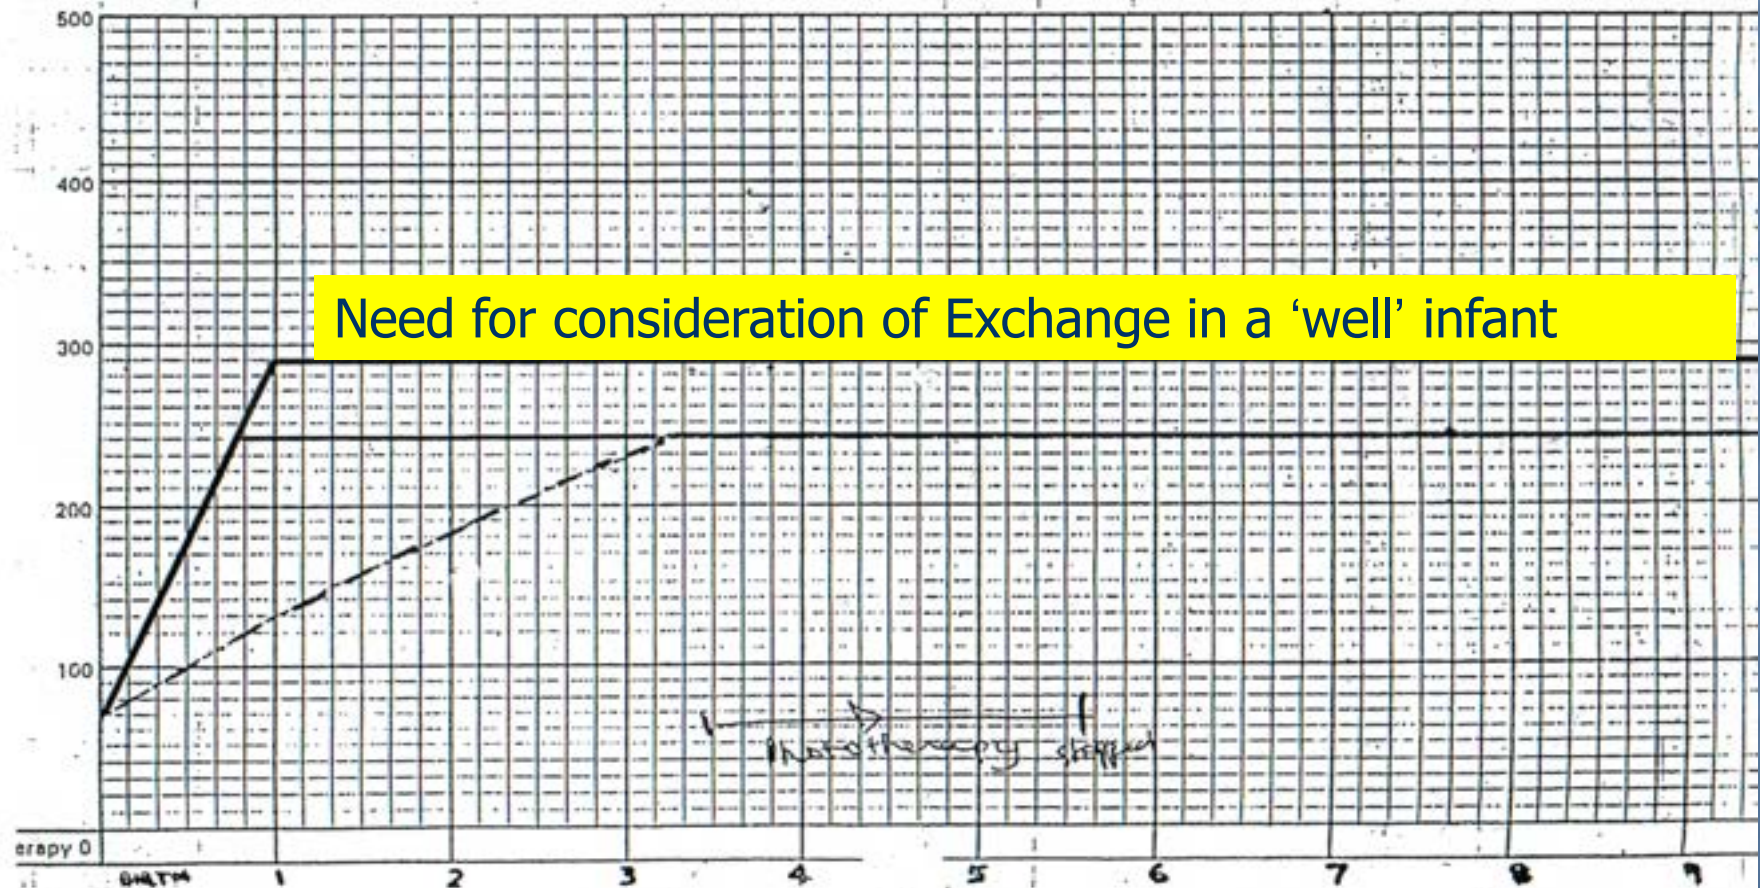 500
400
Need for consideration of Exchange in a ‘well’ infant
300
200
100
Phototherapy stopped
erapy 0
BIRTH 1 2 3 4 5 6 7 8 9